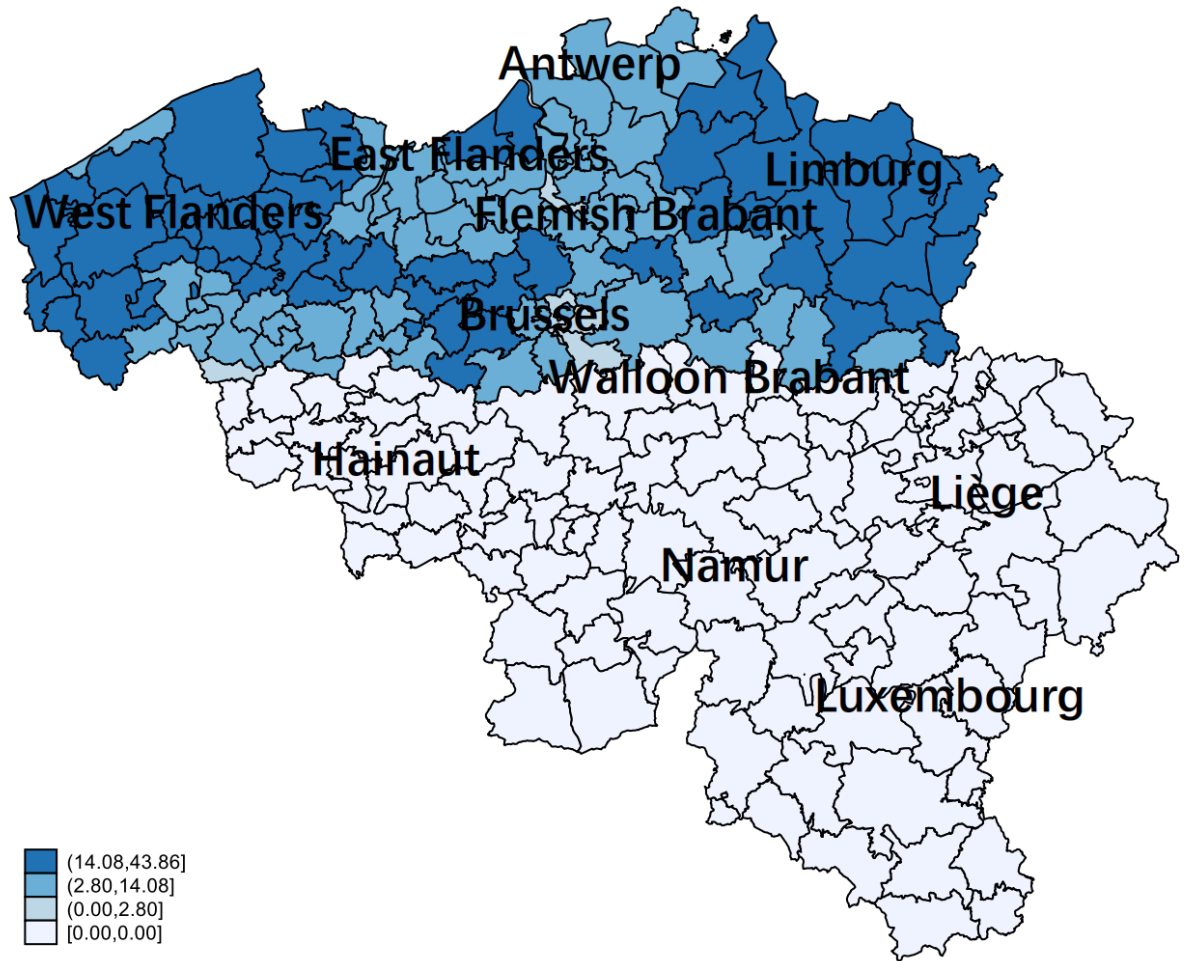 Antwerp
East Flanders
Limburg
West Flanders
Flemish Brabant
Brussels
Walloon Brabant
Hainaut
Liège
Namur
Luxembourg
(14.08,43.86]
(2.80,14.08]
(0.00,2.80]
[0.00,0.00]